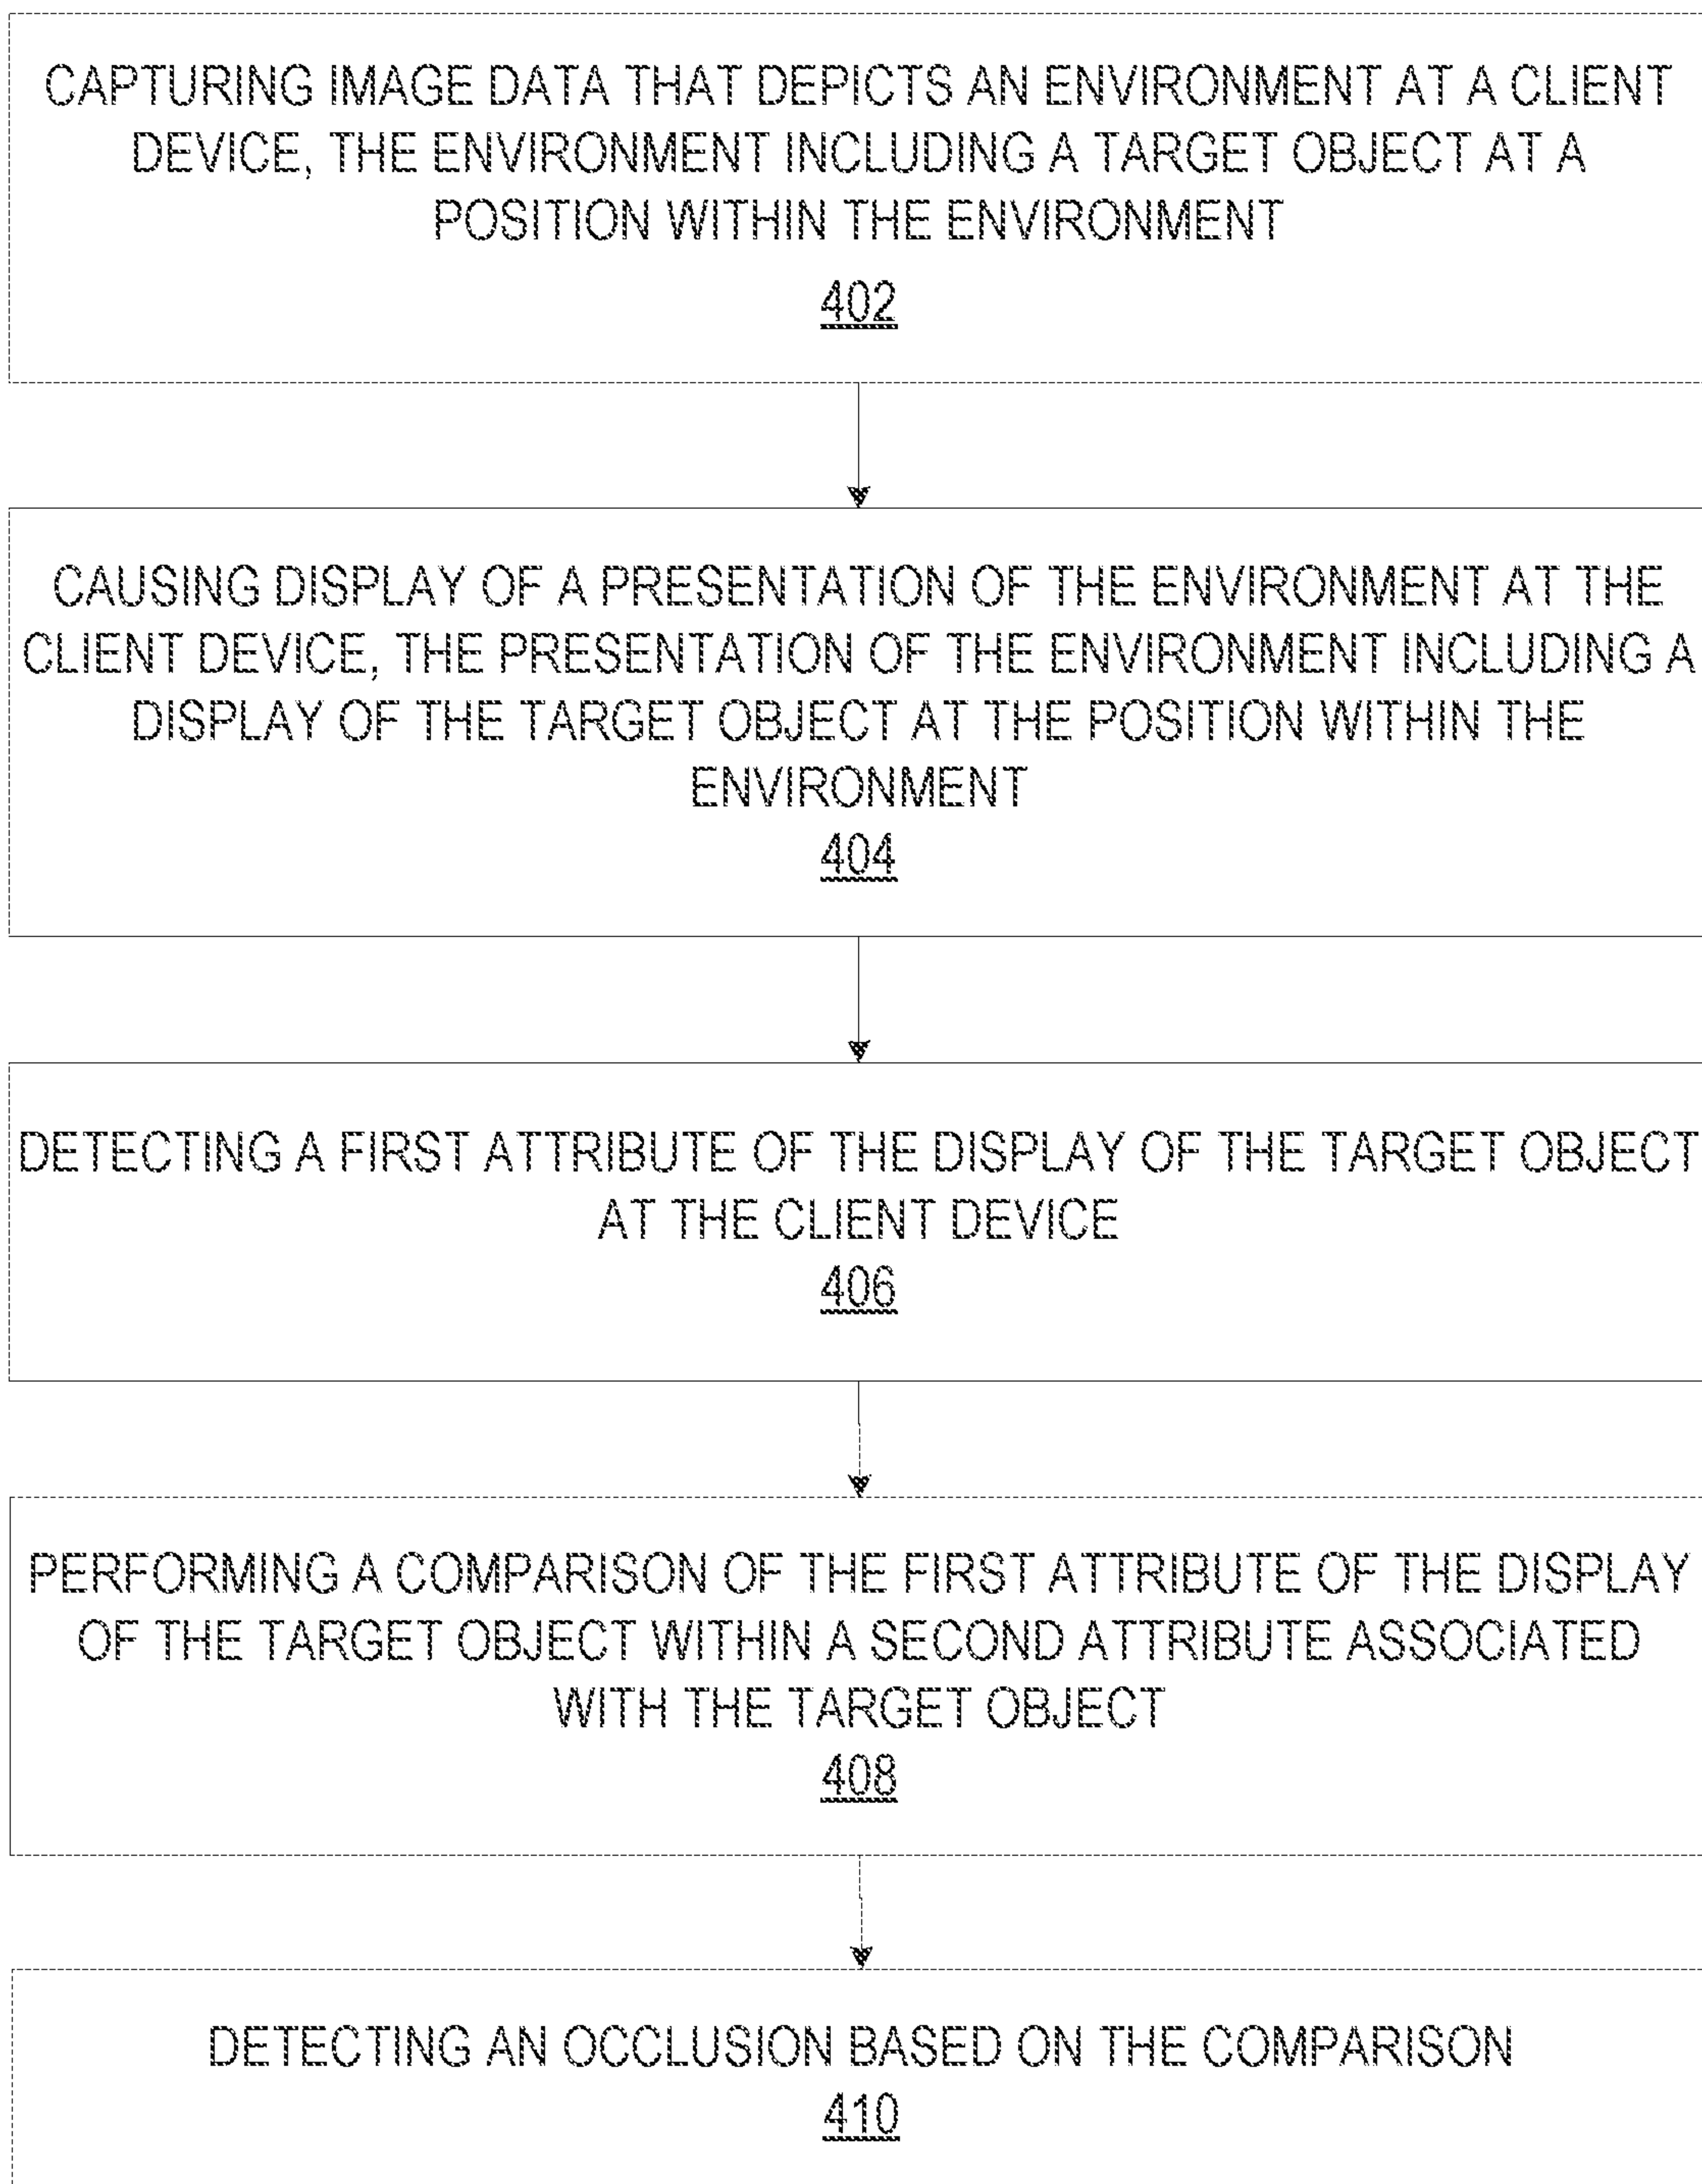 CAPTURING IMAGE DATA THAT DEPICTS AN ENVIRONMENT AT A CLIENT
DEVICE, THE ENVIRONMENT INCLUDING A TARGET OBJECT AT A
POSITION WITHIN THE ENVIRONMENT
402
CAUSING DISPLAY OF A PRESENTATION OF THE ENVIRONMENT AT THE
CLIENT DEVICE, THE PRESENTATION OF THE ENVIRONMENT INCLUDING A
DISPLAY OF THE TARGET OBJECT AT THE POSITION WITHIN THE
ENVIRONMENT
404
DETECTING A FIRST ATTRIBUTE OF THE DISPLAY OF THE TARGET OBJECT
AT THE CLIENT DEVICE
406
PERFORMING A COMPARISON OF THE FIRST ATTRIBUTE OF THE DISPLAY
OF THE TARGET OBJECT WITHIN A SECOND ATTRIBUTE ASSOCIATED
WITH THE TARGET OBJECT
408
DETECTING AN OCCLUSION BASED ON THE COMPARISON
410